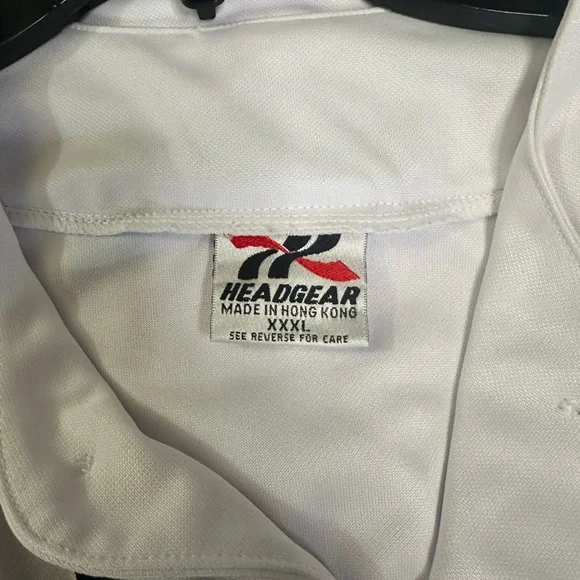 HEADGEAR
MADE IN HONG KONG
XXXL
SEE REVERSE FOR CARE